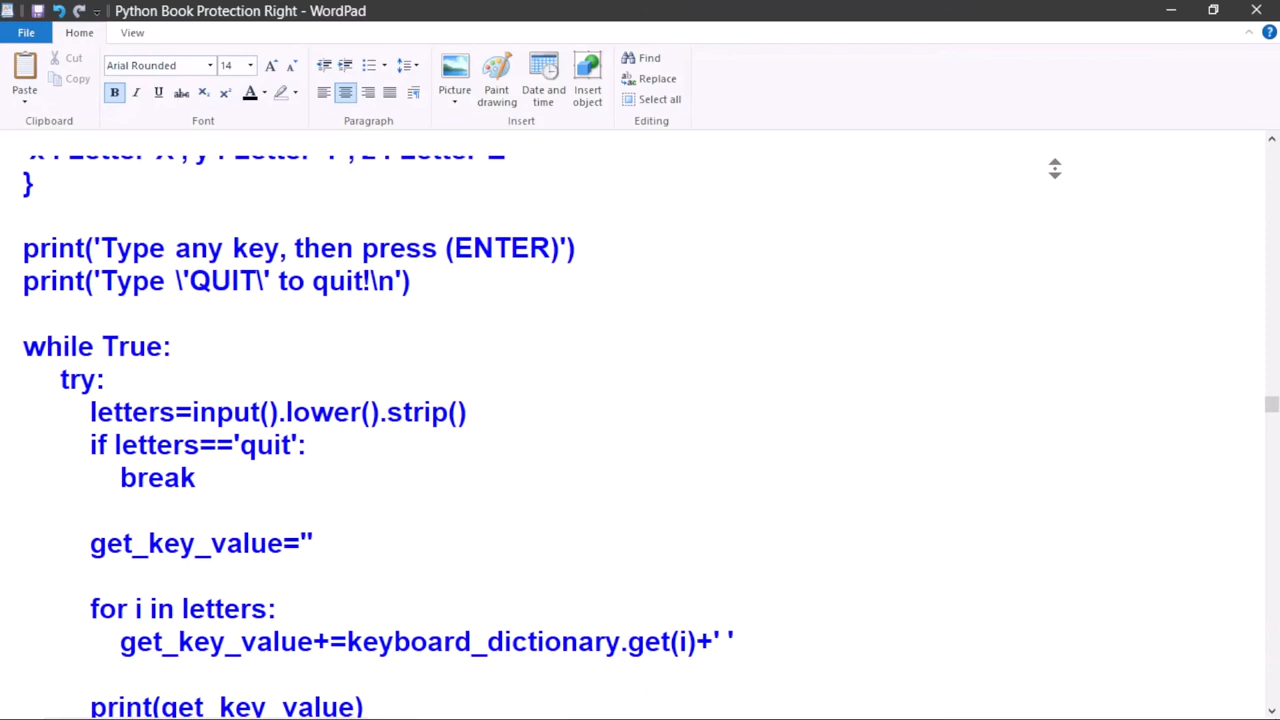 Python Book Protection Right - WordPad
File
Home
View
Paste
Cut
Copy
Clipboard
Arial Rounded
14
B I U abc X₂ X² A
Font
Paragraph
Picture
Paint drawing
Date and time
Insert object
Insert
Find
Replace
Select all
Editing
}
print('Type any key, then press (ENTER)')
print('Type \'QUIT\' to quit!\n')
while True:
try:
letters=input().lower().strip()
if letters=='quit':
break
get_key_value=''
for i in letters:
get_key_value+=keyboard_dictionary.get(i)+' '
print(get_key_value)